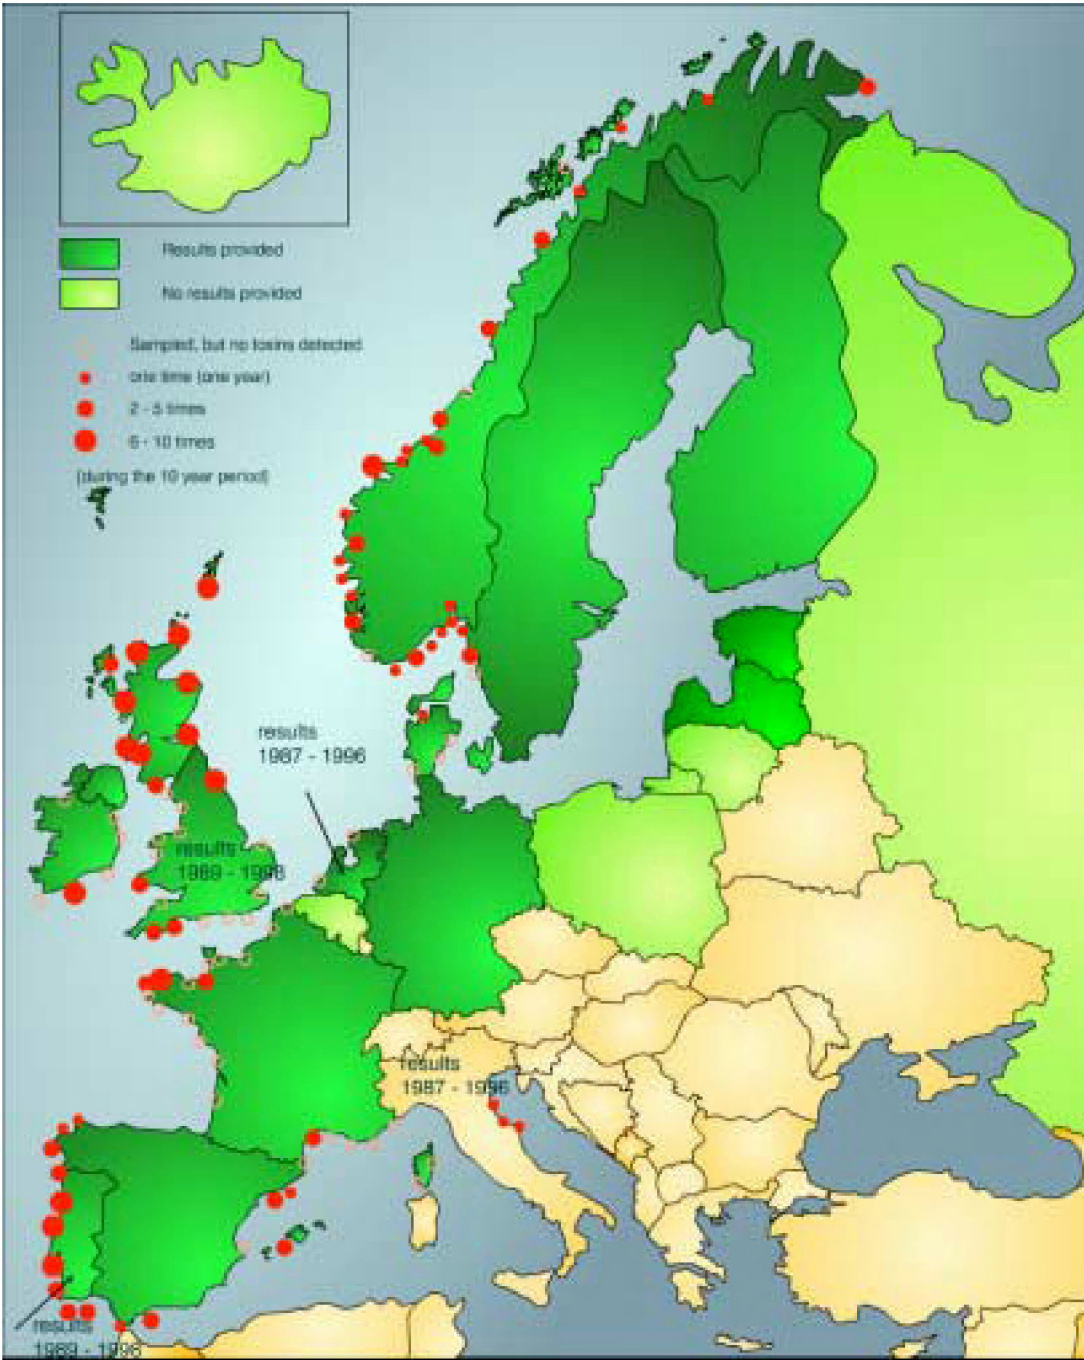 Results provided
No results provided
Sampled, but no toxins detected
one time (one year)
2 - 5 times
6 - 10 times
(during the 10 year period)
results
1987 - 1996
results
1989 - 1998
results
1987 - 1996
results
1989 - 1998